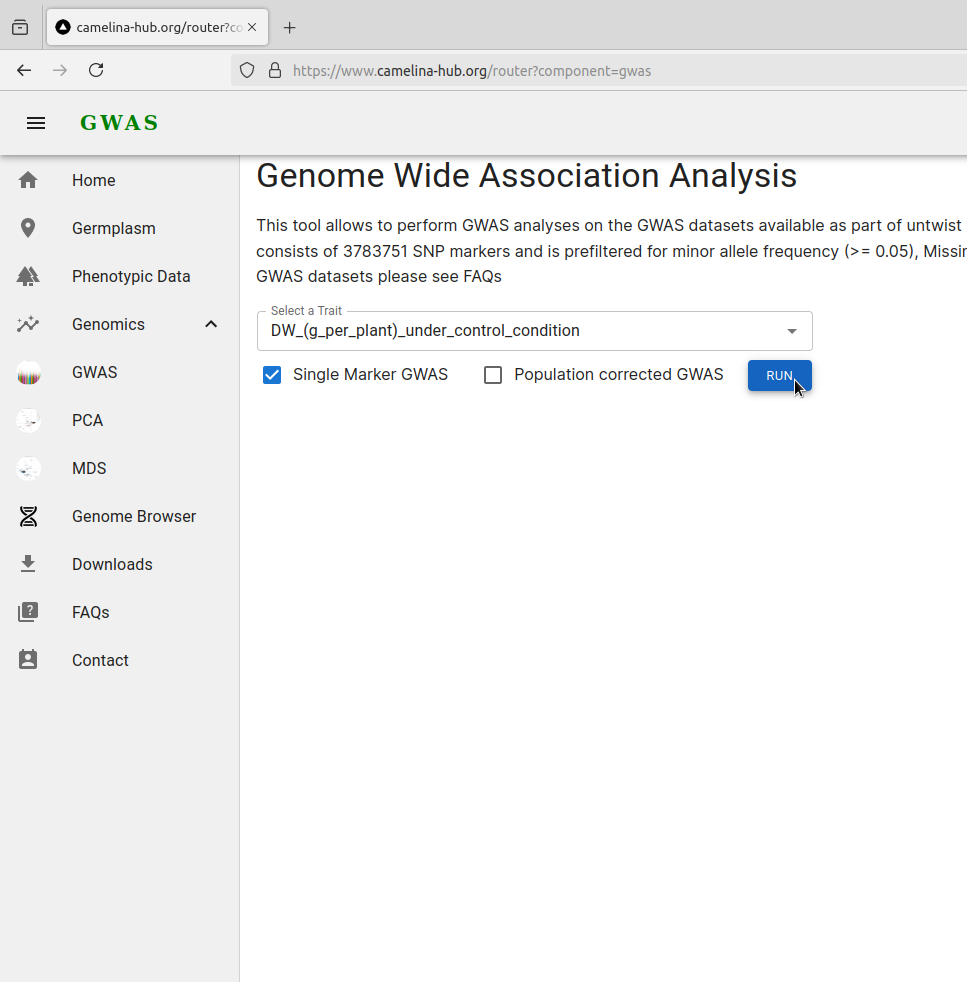 camelina-hub.org/router?co
https://www.camelina-hub.org/router?component=gwas
GWAS
Home
Germplasm
Phenotypic Data
Genomics
GWAS
PCA
MDS
Genome Browser
Downloads
FAQs
Contact
Genome Wide Association Analysis
This tool allows to perform GWAS analyses on the GWAS datasets available as part of untwist
consists of 3783751 SNP markers and is prefiltered for minor allele frequency (>= 0.05), Missin
GWAS datasets please see FAQs
Select a Trait
DW_(g_per_plant)_under_control_condition
Single Marker GWAS Population corrected GWAS RUN